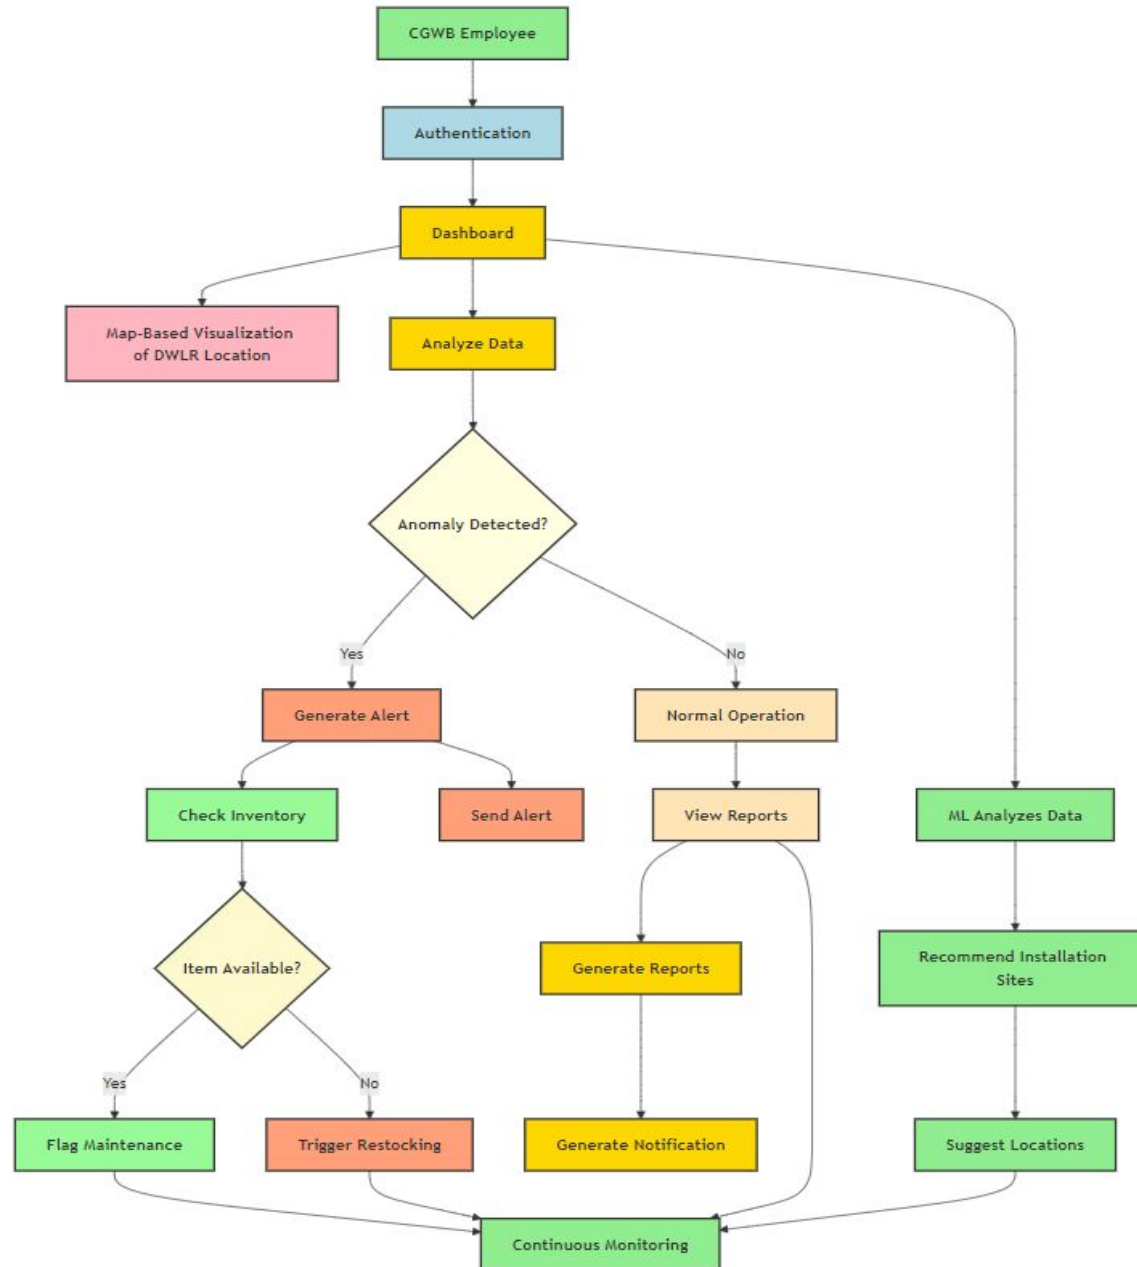 CGWB Employee
Authentication
Dashboard
Map-Based Visualization
of DWLR Location
Analyze Data
Anomaly Detected?
Yes
No
Generate Alert
Normal Operation
Check Inventory
Send Alert
View Reports
ML Analyzes Data
Item Available?
Generate Reports
Recommend Installation
Sites
Yes
No
Flag Maintenance
Trigger Restocking
Generate Notification
Suggest Locations
Continuous Monitoring